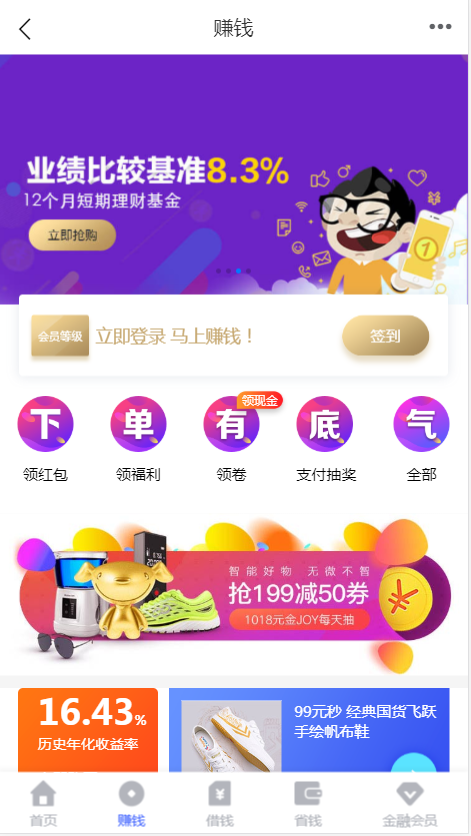 赚钱
业绩比较基准8.3%
12个月短期理财基金
立即抢购
1
会员等级
立即登录 马上赚钱！
签到
领现金
下 单 有 底 气
领红包 领福利 领卷 支付抽奖 全部
智能好物 无微不智
抢199减50券
1018元金JOY每天抽
16.43%
历史年化收益率
99元秒 经典国货飞跃
手绘帆布鞋
首页 赚钱 借钱 省钱 金融会员